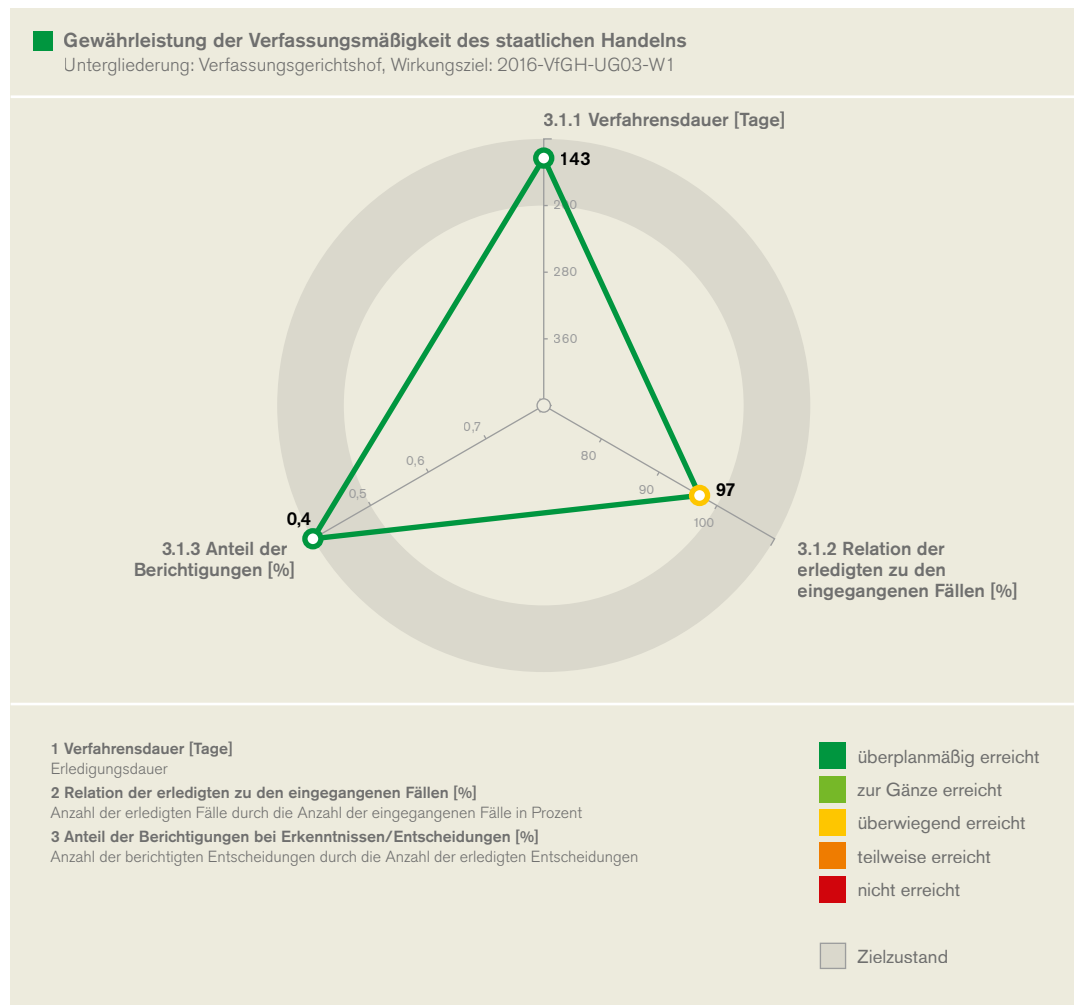 Gewährleistung der Verfassungsmäßigkeit des staatlichen Handelns
Untergliederung: Verfassungsgerichtshof, Wirkungsziel: 2016-VfGH-UG03-W1
3.1.1 Verfahrensdauer [Tage]
143
200
280
360
0,7
0,6
0,5
0,4
80
90
97
100
3.1.3 Anteil der
Berichtigungen [%]
3.1.2 Relation der
erledigten zu den
eingegangenen Fällen [%]
1 Verfahrensdauer [Tage]
Erledigungsdauer
2 Relation der erledigten zu den eingegangenen Fällen [%]
Anzahl der erledigten Fälle durch die Anzahl der eingegangenen Fälle in Prozent
3 Anteil der Berichtigungen bei Erkenntnissen/Entscheidungen [%]
Anzahl der berichtigten Entscheidungen durch die Anzahl der erledigten Entscheidungen
überplanmäßig erreicht
zur Gänze erreicht
überwiegend erreicht
teilweise erreicht
nicht erreicht
Zielzustand